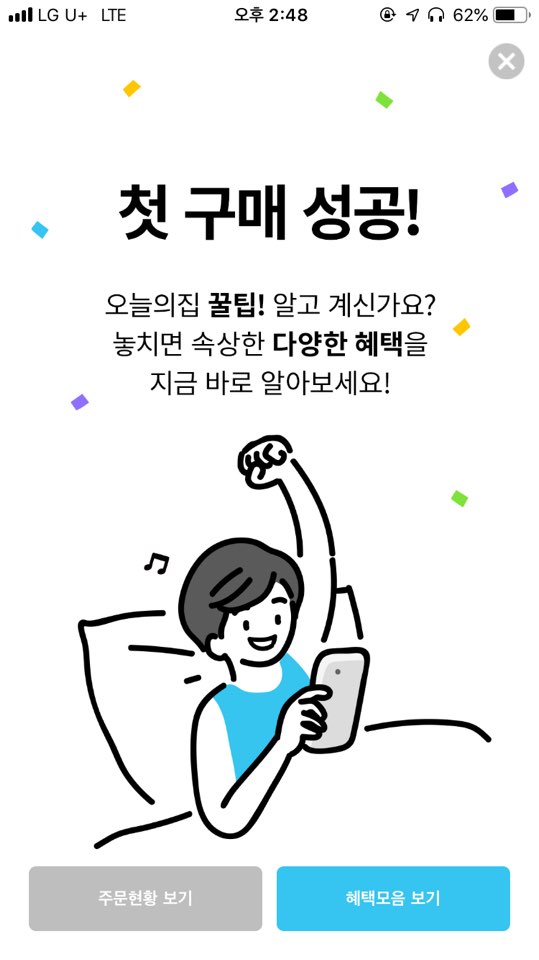 LG U+ LTE 오후 2:48 62%
첫 구매 성공!
오늘의집 꿀팁! 알고 계신가요?
놓치면 속상한 다양한 혜택을
지금 바로 알아보세요!
주문현황 보기 혜택모음 보기